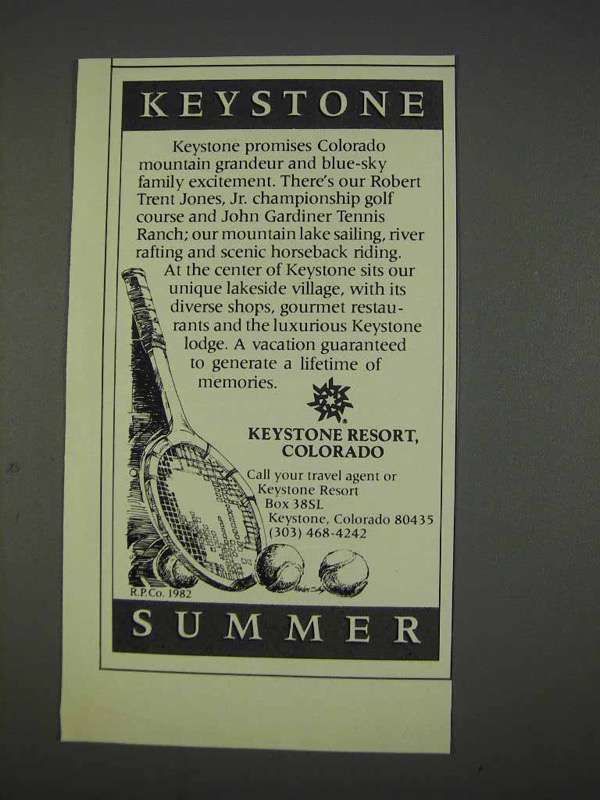 KEYSTONE
Keystone promises Colorado
mountain grandeur and blue-sky
family excitement. There's our Robert
Trent Jones, Jr. championship golf
course and John Gardiner Tennis
Ranch; our mountain lake sailing, river
rafting and scenic horseback riding.
At the center of Keystone sits our
unique lakeside village, with its
diverse shops, gourmet restau-
rants and the luxurious Keystone
lodge. A vacation guaranteed
to generate a lifetime of
memories.
®
KEYSTONE RESORT,
COLORADO
Call your travel agent or
Keystone Resort
Box 38SL
Keystone, Colorado 80435
(303) 468-4242
R.P.Co. 1982
SUMMER